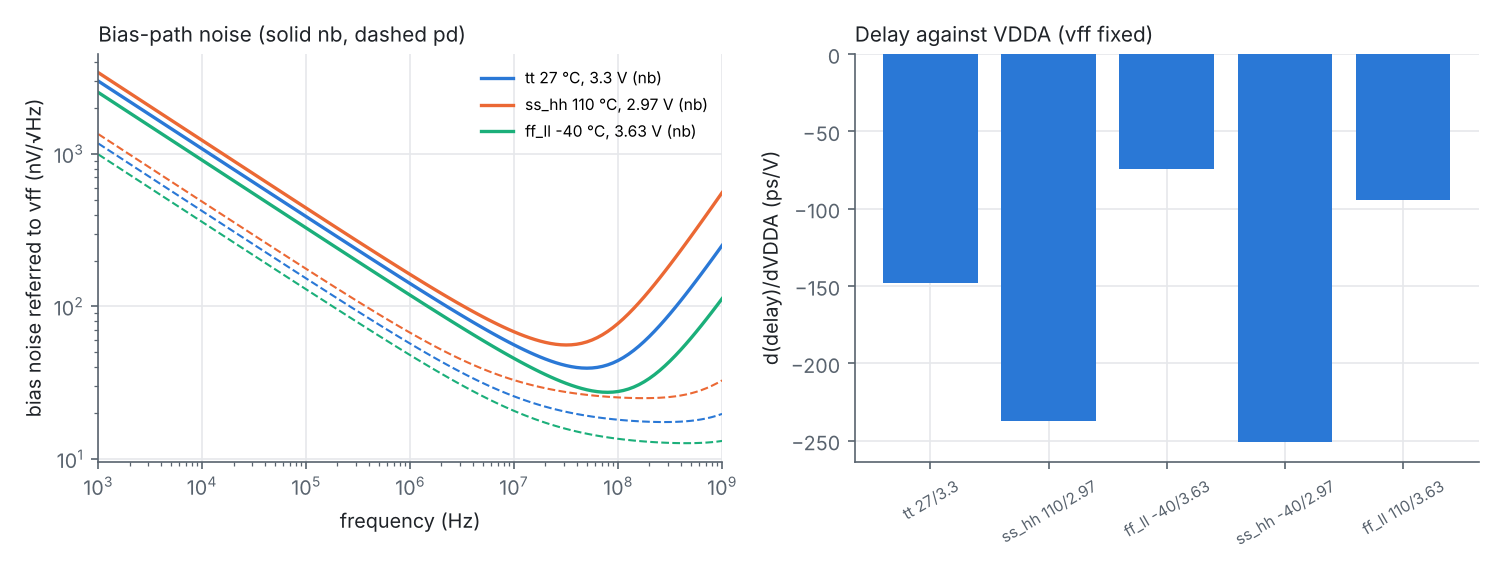 Bias-path noise (solid nb, dashed pd)
bias noise referred to vff (nV/√Hz)
10³
10²
10¹
tt 27 °C, 3.3 V (nb)
ss_hh 110 °C, 2.97 V (nb)
ff_ll -40 °C, 3.63 V (nb)
10³ 10⁴ 10⁵ 10⁶ 10⁷ 10⁸ 10⁹
frequency (Hz)
Delay against VDDA (vff fixed)
d(delay)/dVDDA (ps/V)
0
−50
−100
−150
−200
−250
tt 27/3.3
ss_hh 110/2.97
ff_ll -40/3.63
ss_hh -40/2.97
ff_ll 110/3.63